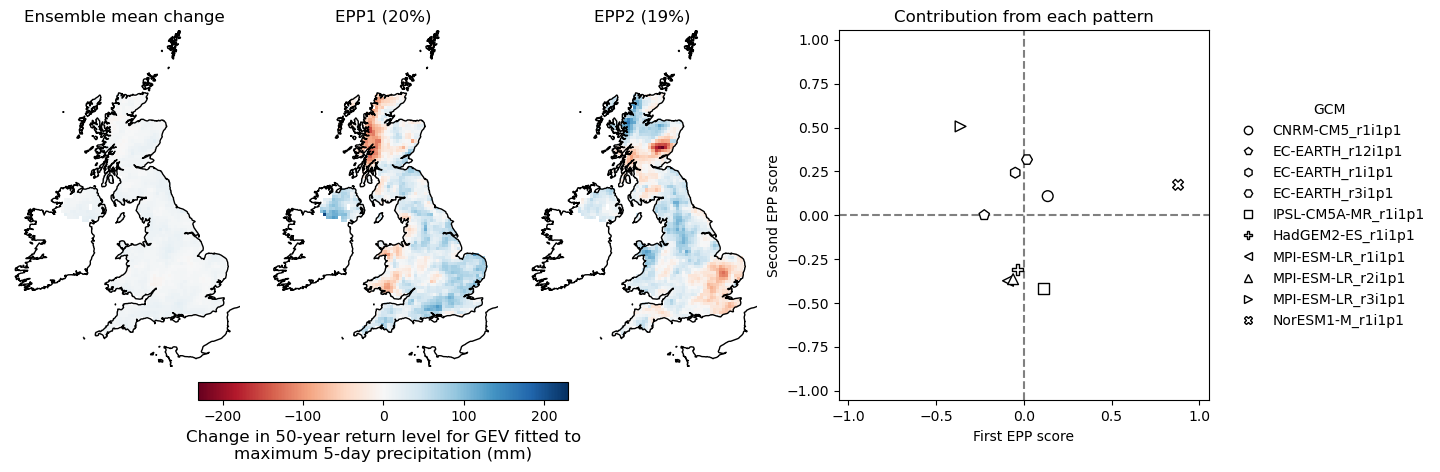 Ensemble mean change
EPP1 (20%)
EPP2 (19%)
Contribution from each pattern
−200
−100
0
100
200
Change in 50-year return level for GEV fitted to
maximum 5-day precipitation (mm)
Second EPP score
1.00
0.75
0.50
0.25
0.00
−0.25
−0.50
−0.75
−1.00
−1.0
−0.5
0.0
0.5
1.0
First EPP score
GCM
CNRM-CM5_r1i1p1
EC-EARTH_r12i1p1
EC-EARTH_r1i1p1
EC-EARTH_r3i1p1
IPSL-CM5A-MR_r1i1p1
HadGEM2-ES_r1i1p1
MPI-ESM-LR_r1i1p1
MPI-ESM-LR_r2i1p1
MPI-ESM-LR_r3i1p1
NorESM1-M_r1i1p1